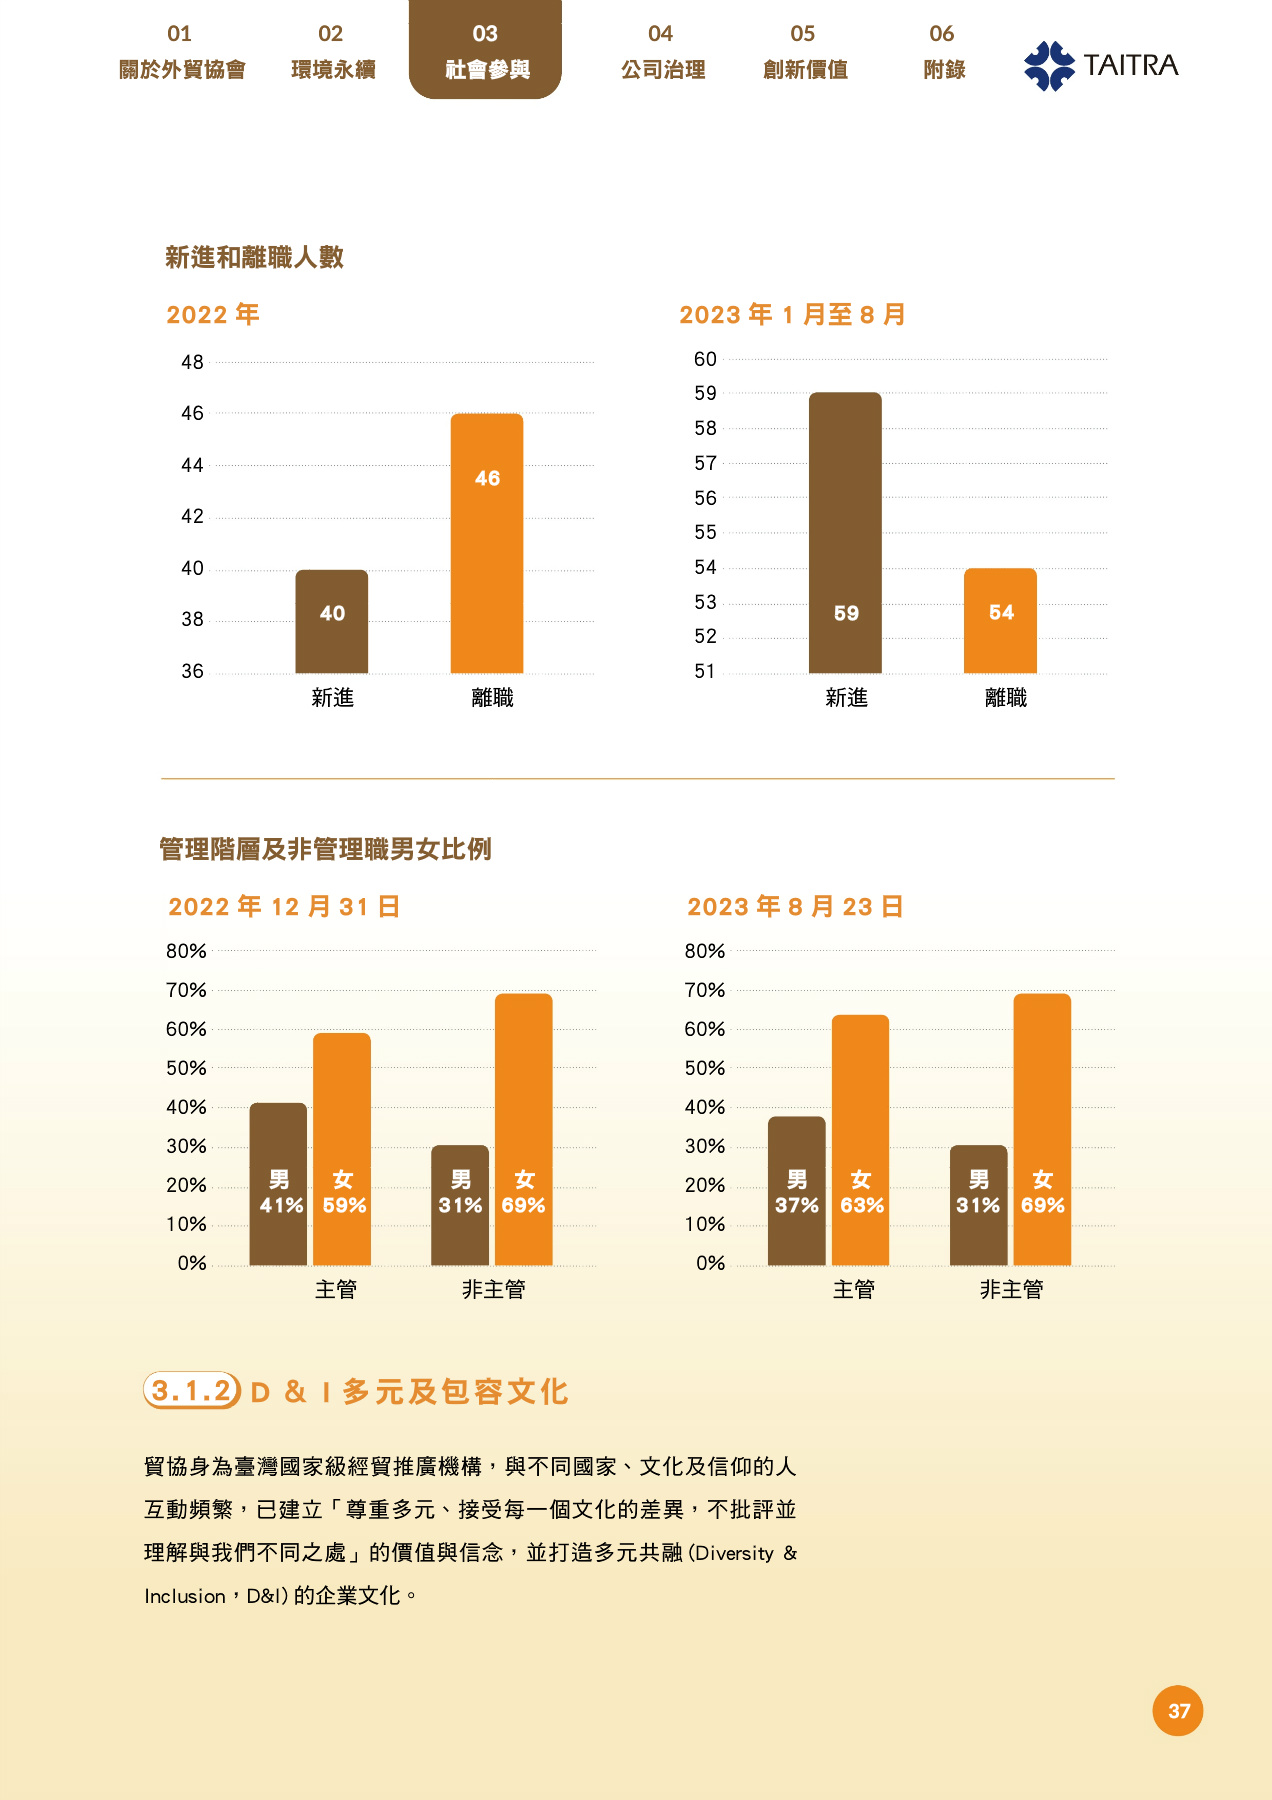 01
關於外貿協會
02
環境永續
03
社會參與
04
公司治理
05
創新價值
06
附錄
TAITRA
新進和離職人數
2022 年
48
46
44
42
40
38
36
40
46
新進
離職
2023 年 1 月至 8 月
60
59
58
57
56
55
54
53
52
51
59
54
新進
離職
管理階層及非管理職男女比例
2022 年 12 月 31 日
80%
70%
60%
50%
40%
30%
20%
10%
0%
男
41%
女
59%
男
31%
女
69%
主管
非主管
2023 年 8 月 23 日
80%
70%
60%
50%
40%
30%
20%
10%
0%
男
37%
女
63%
男
31%
女
69%
主管
非主管
3.1.2 D & I 多元及包容文化
貿協身為臺灣國家級經貿推廣機構，與不同國家、文化及信仰的人
互動頻繁，已建立「尊重多元、接受每一個文化的差異，不批評並
理解與我們不同之處」的價值與信念，並打造多元共融 (Diversity &
Inclusion，D&I) 的企業文化。
37